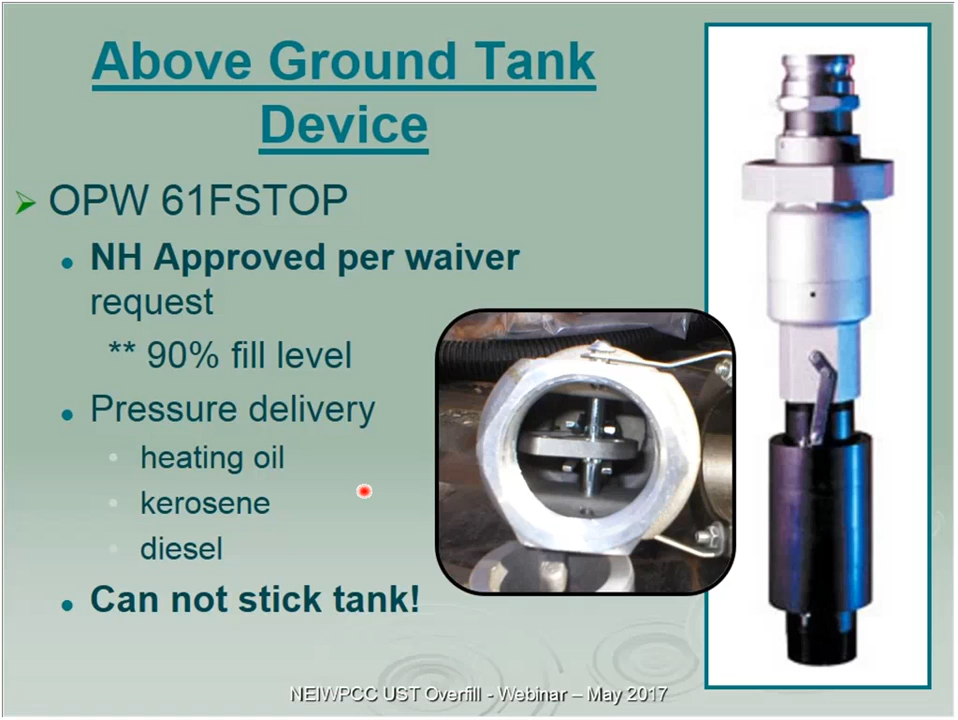 Above Ground Tank
Device
OPW 61FSTOP
NH Approved per waiver
request
** 90% fill level
Pressure delivery
heating oil
kerosene
diesel
Can not stick tank!
NEIWPCC UST Overfill - Webinar – May 2017